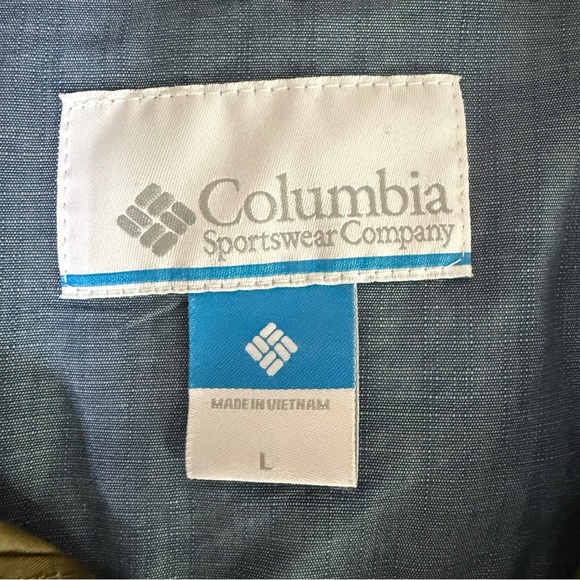 Columbia
Sportswear Company
MADE IN VIETNAM
L